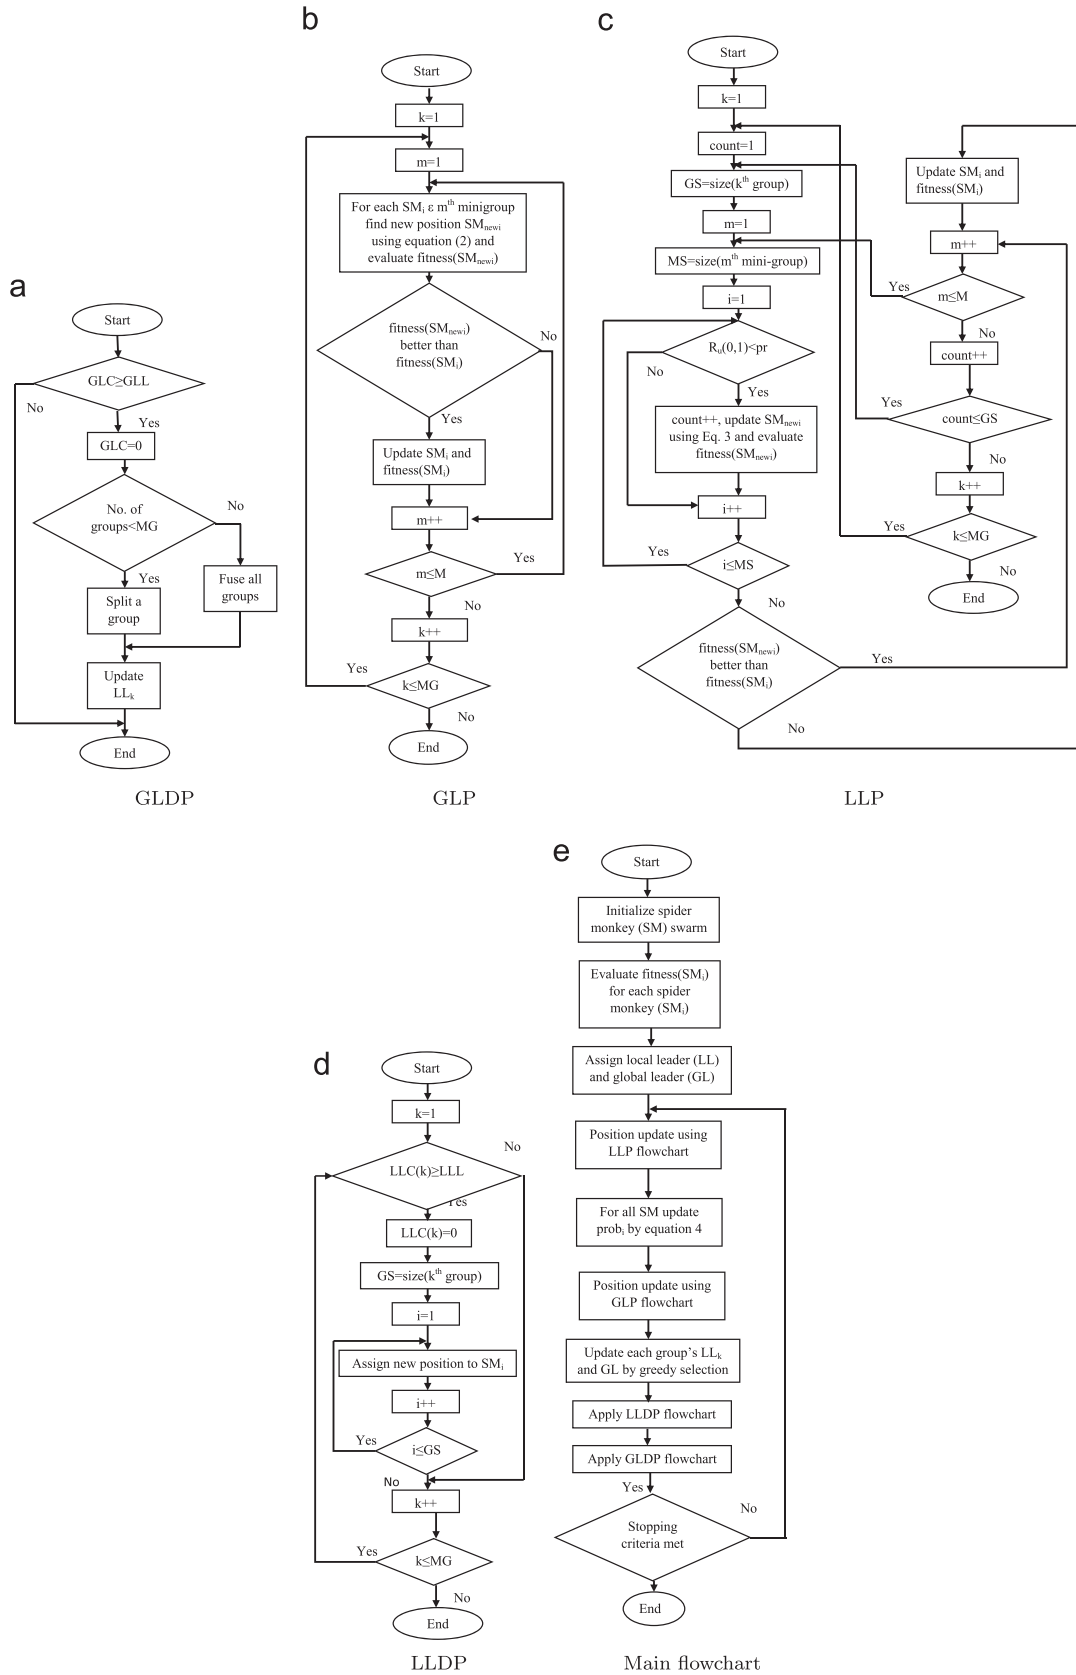 a
Start
GLC≥GLL
No
Yes
GLC=0
No. of
groups<MG
No
Yes
Fuse all
groups
Split a
group
Update
LLk
End
GLDP
b
Start
k=1
m=1
For each SMi ε mth minigroup
find new position SMnewi
using equation (2) and
evaluate fitness(SMnewi)
fitness(SMnewi)
better than
fitness(SMi)
No
Yes
Update SMi and
fitness(SMi)
m++
m≤M
Yes
No
k++
Yes
k≤MG
No
End
GLP
c
Start
k=1
count=1
GS=size(kth group)
m=1
MS=size(mth mini-group)
i=1
Ru(0,1)<pr
No
Yes
count++, update SMnewi
using Eq. 3 and evaluate
fitness(SMnewi)
i++
Yes
i≤MS
No
fitness(SMnewi)
better than
fitness(SMi)
Yes
No
Update SMi and
fitness(SMi)
m++
Yes
m≤M
No
count++
Yes
count≤GS
No
k++
Yes
k≤MG
No
End
LLP
d
Start
k=1
No
LLC(k)≥LLL
Yes
LLC(k)=0
GS=size(kth group)
i=1
Assign new position to SMi
i++
Yes
i≤GS
No
k++
Yes
k≤MG
No
End
LLDP
e
Start
Initialize spider
monkey (SM) swarm
Evaluate fitness(SMi)
for each spider
monkey (SMi)
Assign local leader (LL)
and global leader (GL)
Position update using
LLP flowchart
For all SM update
probi by equation 4
Position update using
GLP flowchart
Update each group's LLk
and GL by greedy selection
Apply LLDP flowchart
Apply GLDP flowchart
Yes
No
Stopping
criteria met
End
Main flowchart